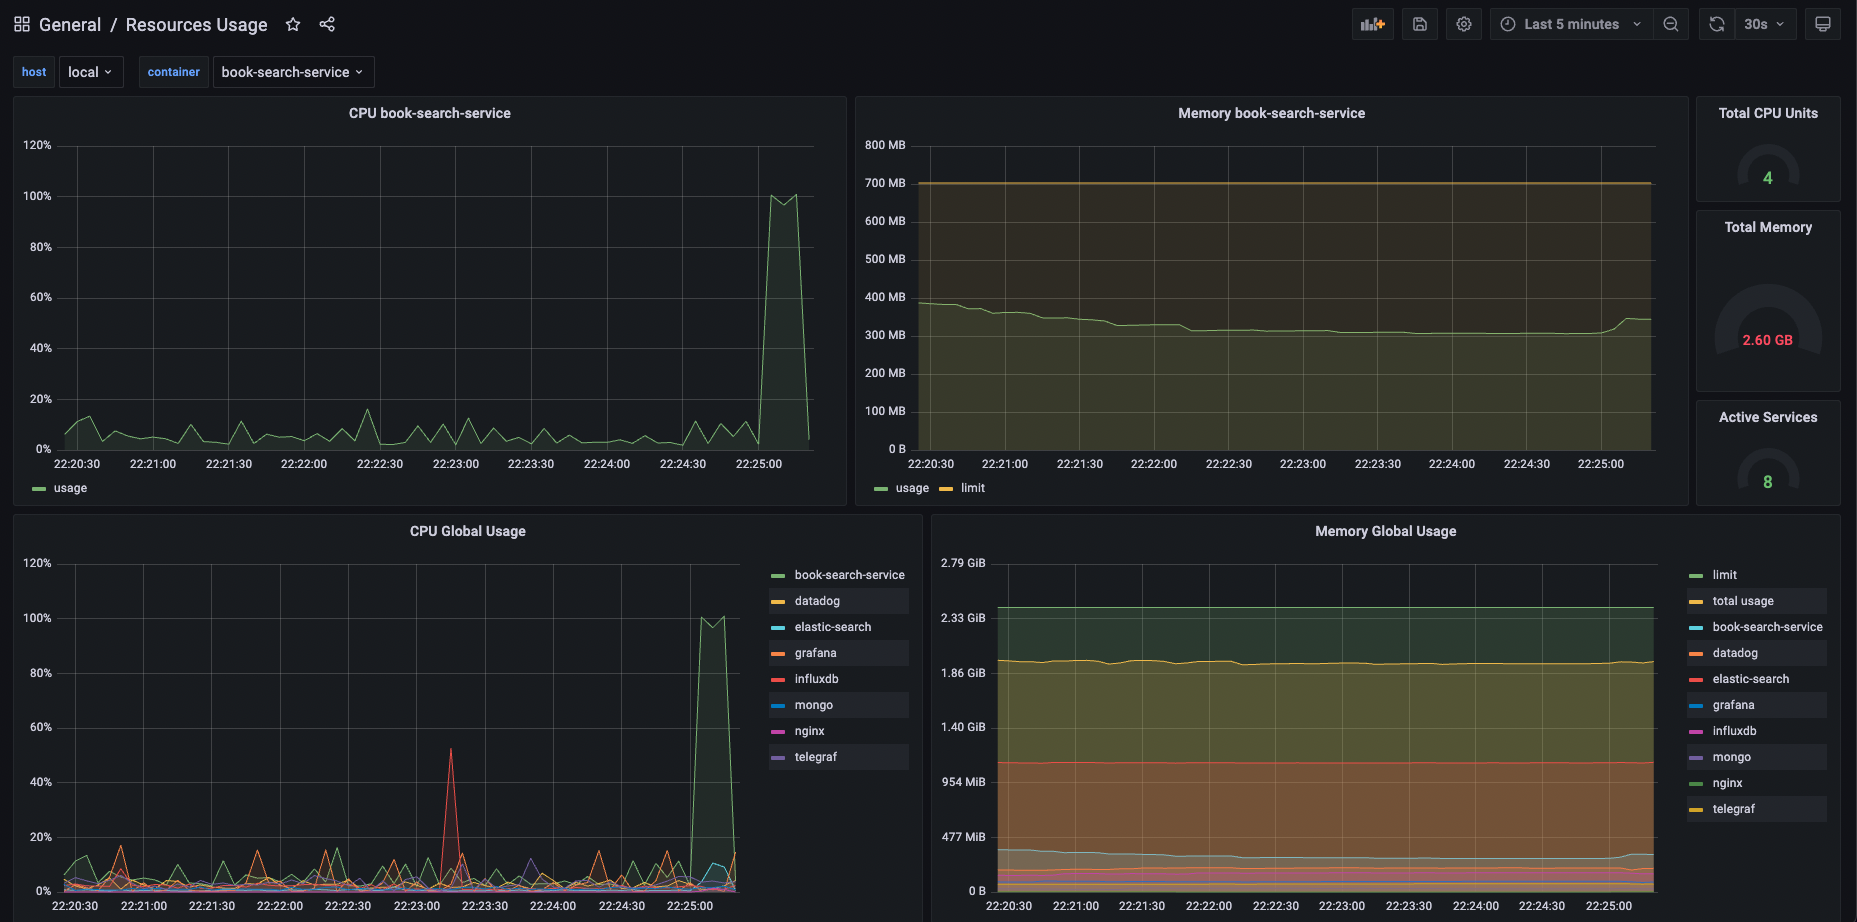 General / Resources Usage
Last 5 minutes
30s
host local container book-search-service
CPU book-search-service
120%
100%
80%
60%
40%
20%
0%
22:20:30 22:21:00 22:21:30 22:22:00 22:22:30 22:23:00 22:23:30 22:24:00 22:24:30 22:25:00
usage
Memory book-search-service
800 MB
700 MB
600 MB
500 MB
400 MB
300 MB
200 MB
100 MB
0 B
22:20:30 22:21:00 22:21:30 22:22:00 22:22:30 22:23:00 22:23:30 22:24:00 22:24:30 22:25:00
usage limit
Total CPU Units
4
Total Memory
2.60 GB
Active Services
8
CPU Global Usage
120%
100%
80%
60%
40%
20%
0%
22:20:30 22:21:00 22:21:30 22:22:00 22:22:30 22:23:00 22:23:30 22:24:00 22:24:30 22:25:00
book-search-service
datadog
elastic-search
grafana
influxdb
mongo
nginx
telegraf
Memory Global Usage
2.79 GiB
2.33 GiB
1.86 GiB
1.40 GiB
954 MiB
477 MiB
0 B
22:20:30 22:21:00 22:21:30 22:22:00 22:22:30 22:23:00 22:23:30 22:24:00 22:24:30 22:25:00
limit
total usage
book-search-service
datadog
elastic-search
grafana
influxdb
mongo
nginx
telegraf